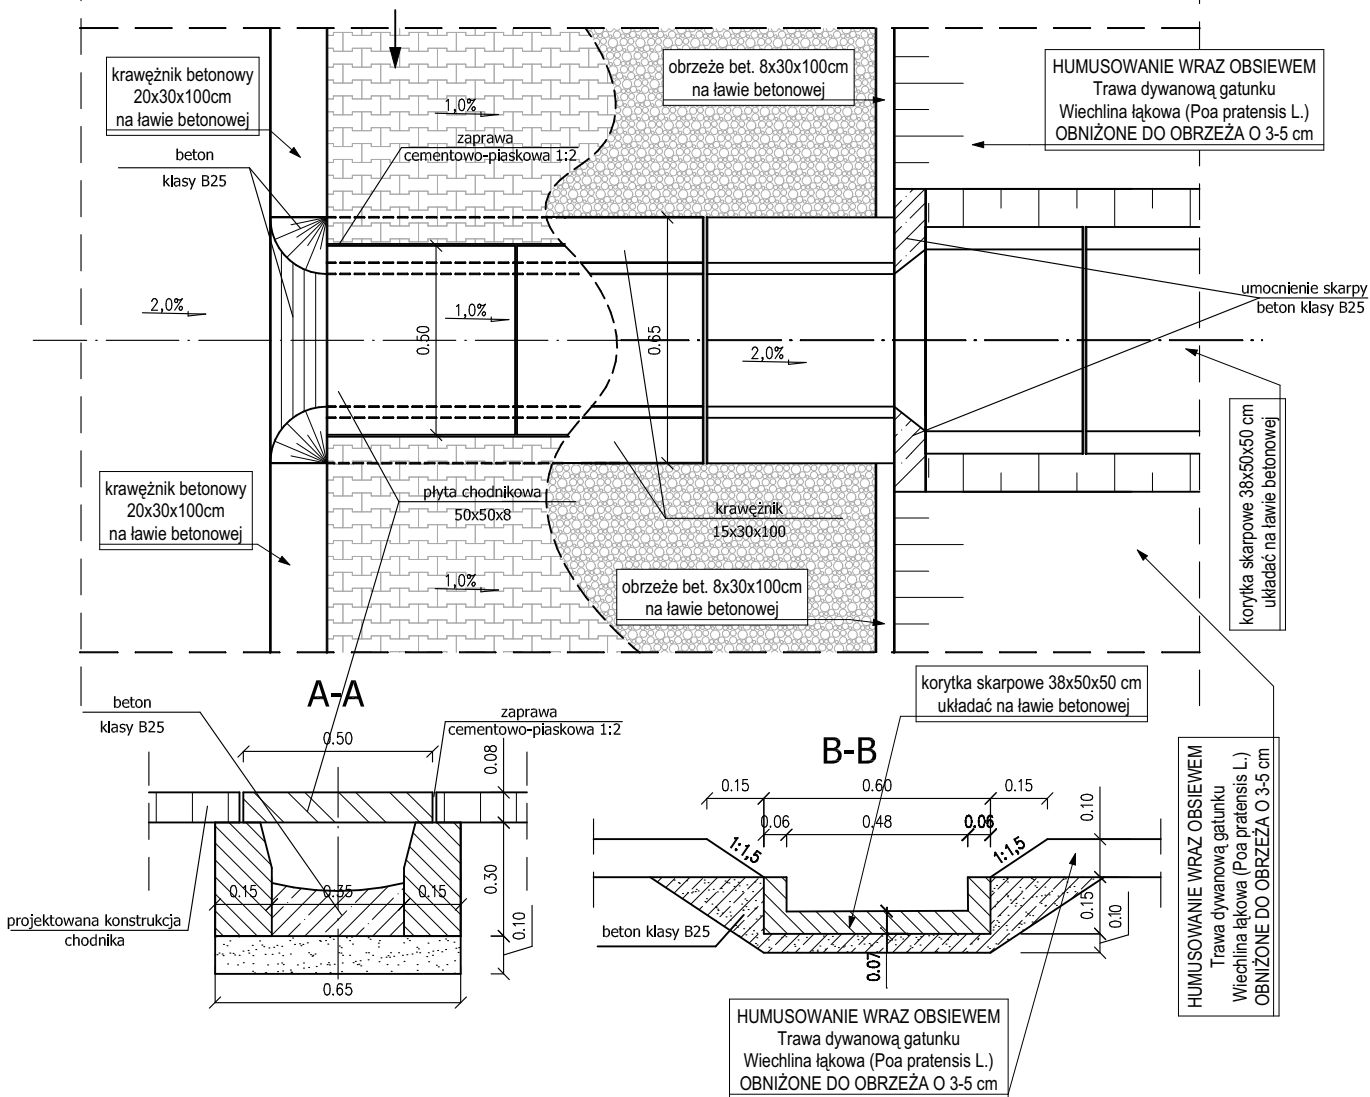 krawężnik betonowy
20x30x100cm
na ławie betonowej
beton
klasy B25
1,0%
zaprawa
cementowo-piaskowa 1:2
obrzeże bet. 8x30x100cm
na ławie betonowej
HUMUSOWANIE WRAZ OBSIEWEM
Trawa dywanową gatunku
Wiechlina łąkowa (Poa pratensis L.)
OBNIŻONE DO OBRZEŻA O 3-5 cm
umocnienie skarpy
beton klasy B25
2,0%
1,0%
0.50
0.65
2,0%
korytka skarpowe 38x50x50 cm
układać na ławie betonowej
krawężnik betonowy
20x30x100cm
na ławie betonowej
płyta chodnikowa
50x50x8
krawężnik
15x30x100
1,0%
obrzeże bet. 8x30x100cm
na ławie betonowej
A-A
beton
klasy B25
zaprawa
cementowo-piaskowa 1:2
0.50
0.08
0.30
0.10
0.15
0.35
0.15
0.65
projektowana konstrukcja
chodnika
korytka skarpowe 38x50x50 cm
układać na ławie betonowej
B-B
0.15
0.60
0.15
0.06
0.48
0.06
1:1,5
1:1,5
0.10
0.15
0.10
0.07
beton klasy B25
HUMUSOWANIE WRAZ OBSIEWEM
Trawa dywanową gatunku
Wiechlina łąkowa (Poa pratensis L.)
OBNIŻONE DO OBRZEŻA O 3-5 cm
HUMUSOWANIE WRAZ OBSIEWEM
Trawa dywanową gatunku
Wiechlina łąkowa (Poa pratensis L.)
OBNIŻONE DO OBRZEŻA O 3-5 cm